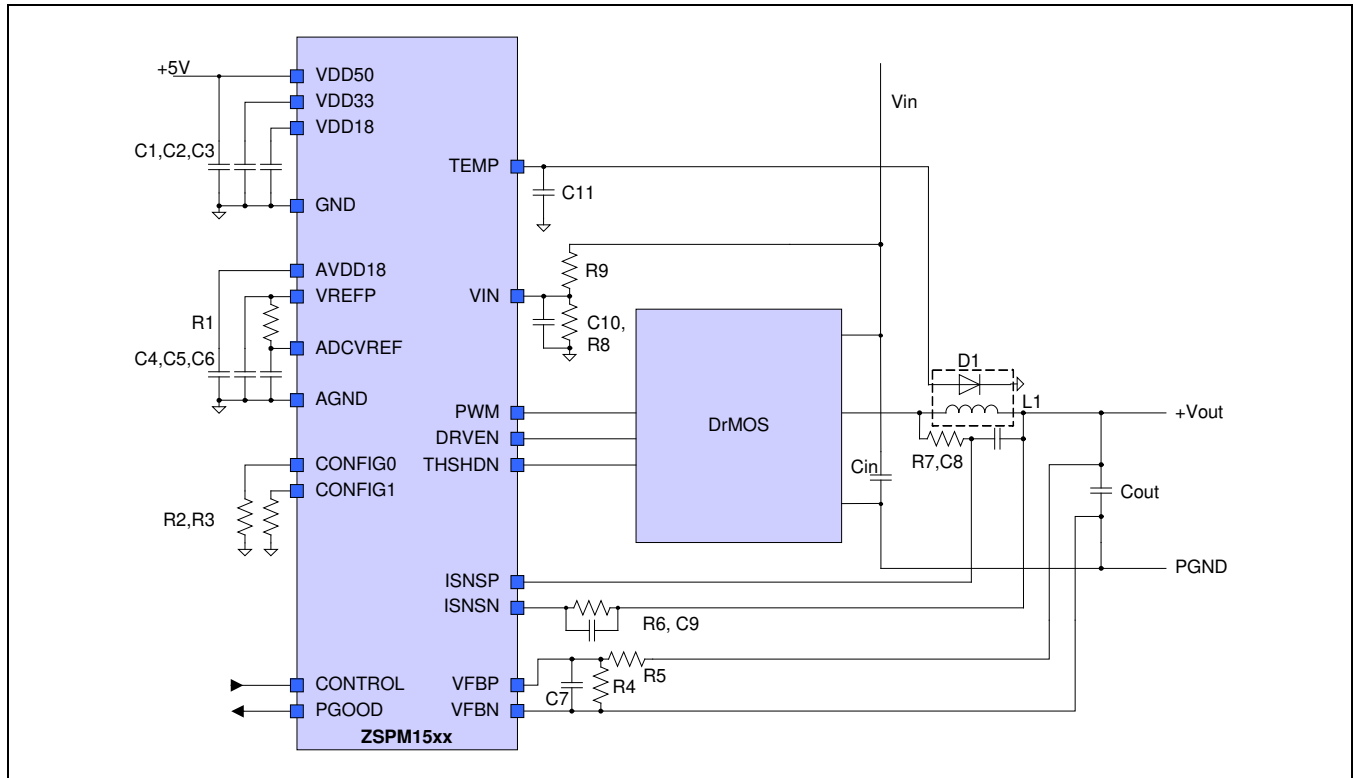 +5V
VDD50
VDD33
VDD18
C1,C2,C3
GND
AVDD18
VREFP
R1
ADCVREF
C4,C5,C6
AGND
CONFIG0
CONFIG1
R2,R3
CONTROL
PGOOD
TEMP
C11
VIN
R9
C10,
R8
PWM
DRVEN
THSHDN
ISNSP
ISNSN
R6, C9
VFBP
VFBN
C7
R4
R5
ZSPM15xx
DrMOS
Vin
Cin
D1
L1
R7,C8
+Vout
Cout
PGND